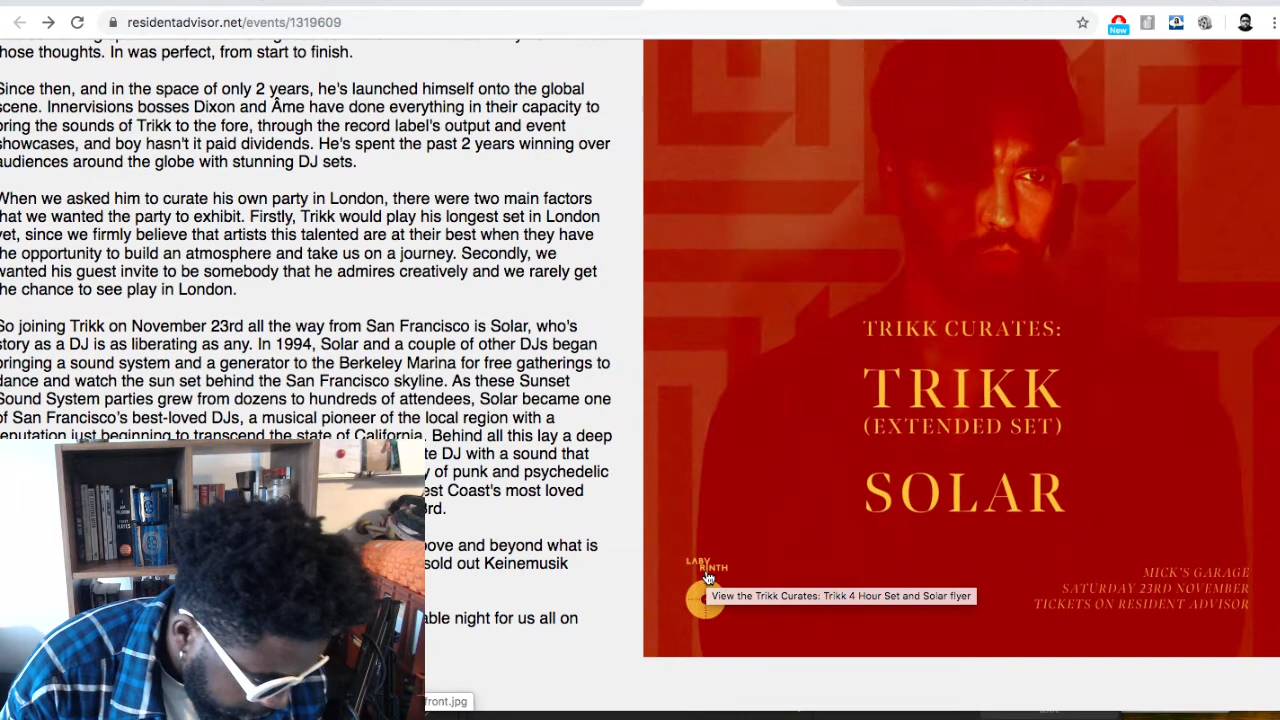 residentadvisor.net/events/1319609
New
those thoughts. In was perfect, from start to finish.
Since then, and in the space of only 2 years, he's launched himself onto the global
scene. Innervisions bosses Dixon and Âme have done everything in their capacity to
bring the sounds of Trikk to the fore, through the record label's output and event
showcases, and boy hasn't it paid dividends. He's spent the past 2 years winning over
audiences around the globe with stunning DJ sets.
When we asked him to curate his own party in London, there were two main factors
that we wanted the party to exhibit. Firstly, Trikk would play his longest set in London
yet, since we firmly believe that artists this talented are at their best when they have
the opportunity to build an atmosphere and take us on a journey. Secondly, we
wanted his guest invite to be somebody that he admires creatively and we rarely get
the chance to see play in London.
So joining Trikk on November 23rd all the way from San Francisco is Solar, who's
story as a DJ is as liberating as any. In 1994, Solar and a couple of other DJs began
bringing a sound system and a generator to the Berkeley Marina for free gatherings to
dance and watch the sun set behind the San Francisco skyline. As these Sunset
Sound System parties grew from dozens to hundreds of attendees, Solar became one
of San Francisco's best-loved DJs, a musical pioneer of the local region with a
reputation just beginning to transcend the state of California. Behind all this lay a deep
te DJ with a sound that
y of punk and psychedelic
est Coast's most loved
rd.
bove and beyond what is
sold out Keinemusik
able night for us all on
front.jpg
TRIKK CURATES:
TRIKK
(EXTENDED SET)
SOLAR
LABY
RINTH
View the Trikk Curates: Trikk 4 Hour Set and Solar flyer
MICK'S GARAGE
SATURDAY 23RD NOVEMBER
TICKETS ON RESIDENT ADVISOR